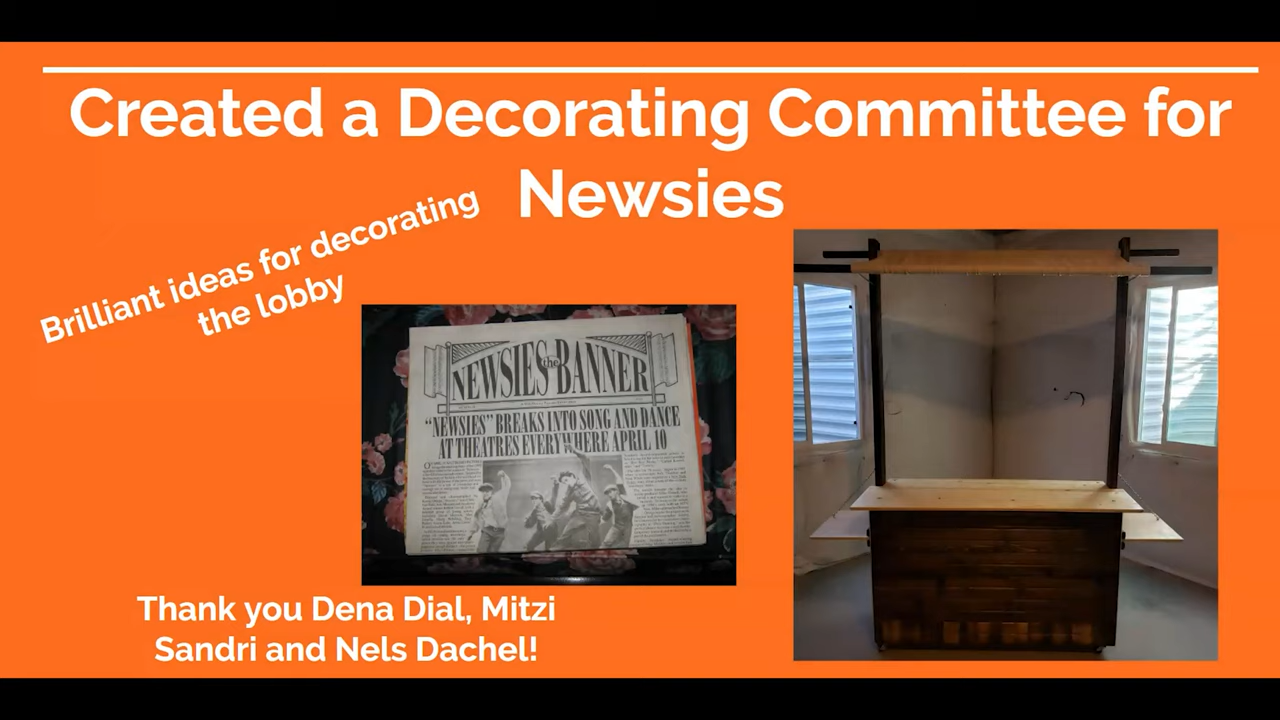 Created a Decorating Committee for
Newsies
Brilliant ideas for decorating
the lobby
NEWSIES the BANNER
"NEWSIES" BREAKS INTO SONG AND DANCE
AT THEATRES EVERYWHERE APRIL 10
Thank you Dena Dial, Mitzi
Sandri and Nels Dachel!